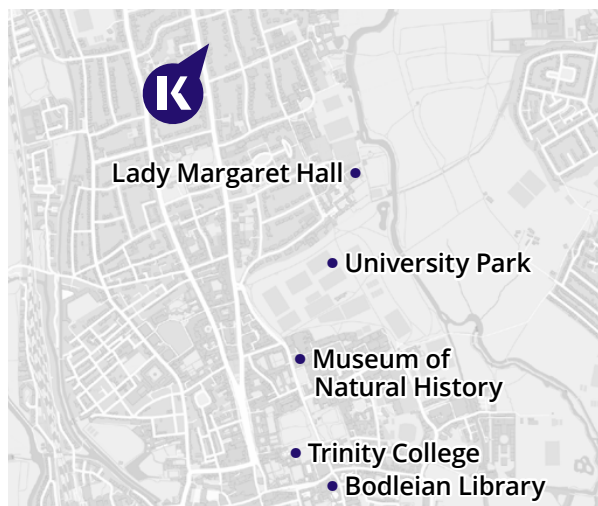 K
Lady Margaret Hall
University Park
Museum of
Natural History
Trinity College
Bodleian Library